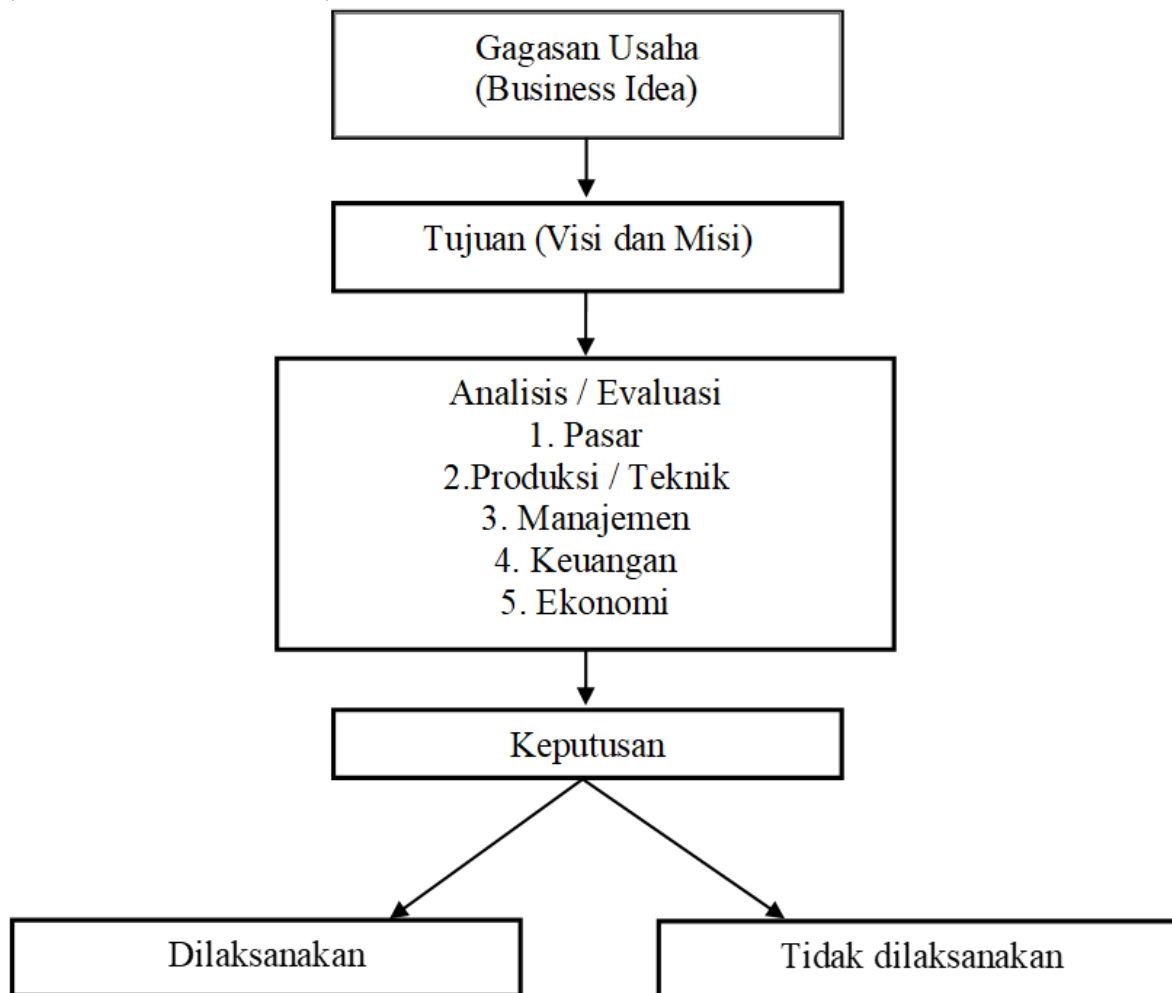 Gagasan Usaha
(Business Idea)
Tujuan (Visi dan Misi)
Analisis / Evaluasi
1. Pasar
2.Produksi / Teknik
3. Manajemen
4. Keuangan
5. Ekonomi
Keputusan
Dilaksanakan
Tidak dilaksanakan